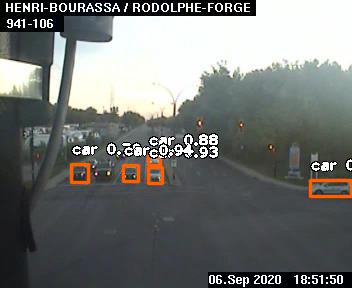 HENRI-BOURASSA / RODOLPHE-FORGE
941-106
car 0.88
car 0.94
0.93
car 0
06.Sep 2020 18:51:50